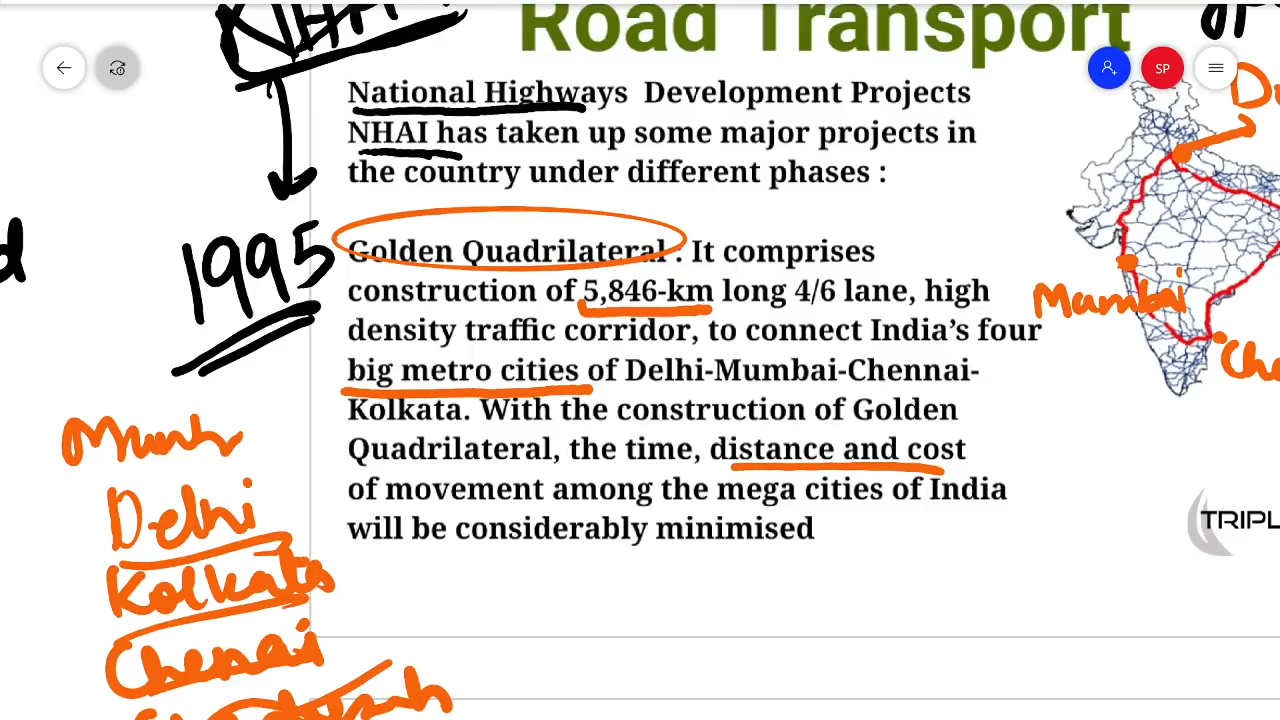 NHAI
Road Transport
SP
National Highways Development Projects
NHAI has taken up some major projects in
the country under different phases :
1995
Golden Quadrilateral : It comprises
construction of 5,846-km long 4/6 lane, high
density traffic corridor, to connect India's four
big metro cities of Delhi-Mumbai-Chennai-
Kolkata. With the construction of Golden
Quadrilateral, the time, distance and cost
of movement among the mega cities of India
will be considerably minimised
Mumbai
Che
Delhi
Kolkata
Chenai
TRIPL